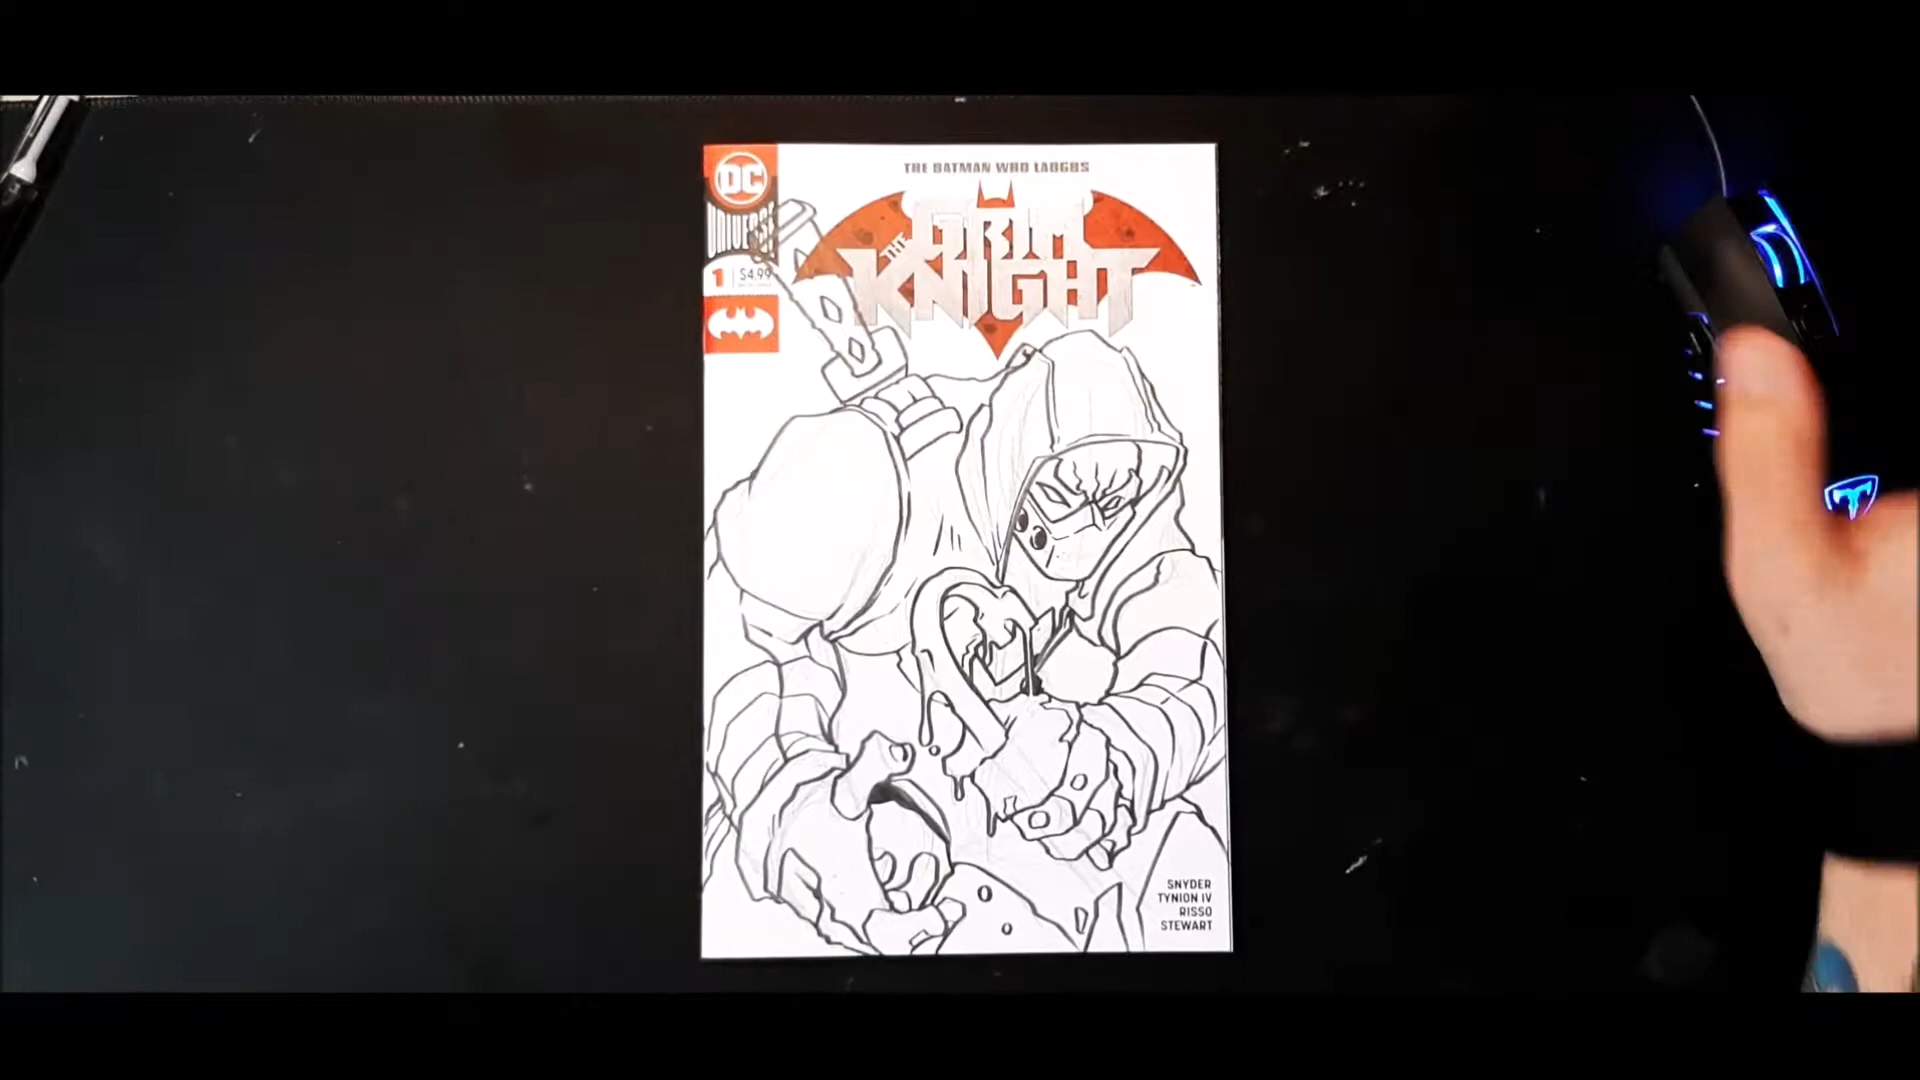 DC
UNIVERSE
THE BATMAN WHO LAUGHS
THE GRIM
KNIGHT
1 $4.99
SNYDER
TYNION IV
RISSO
STEWART